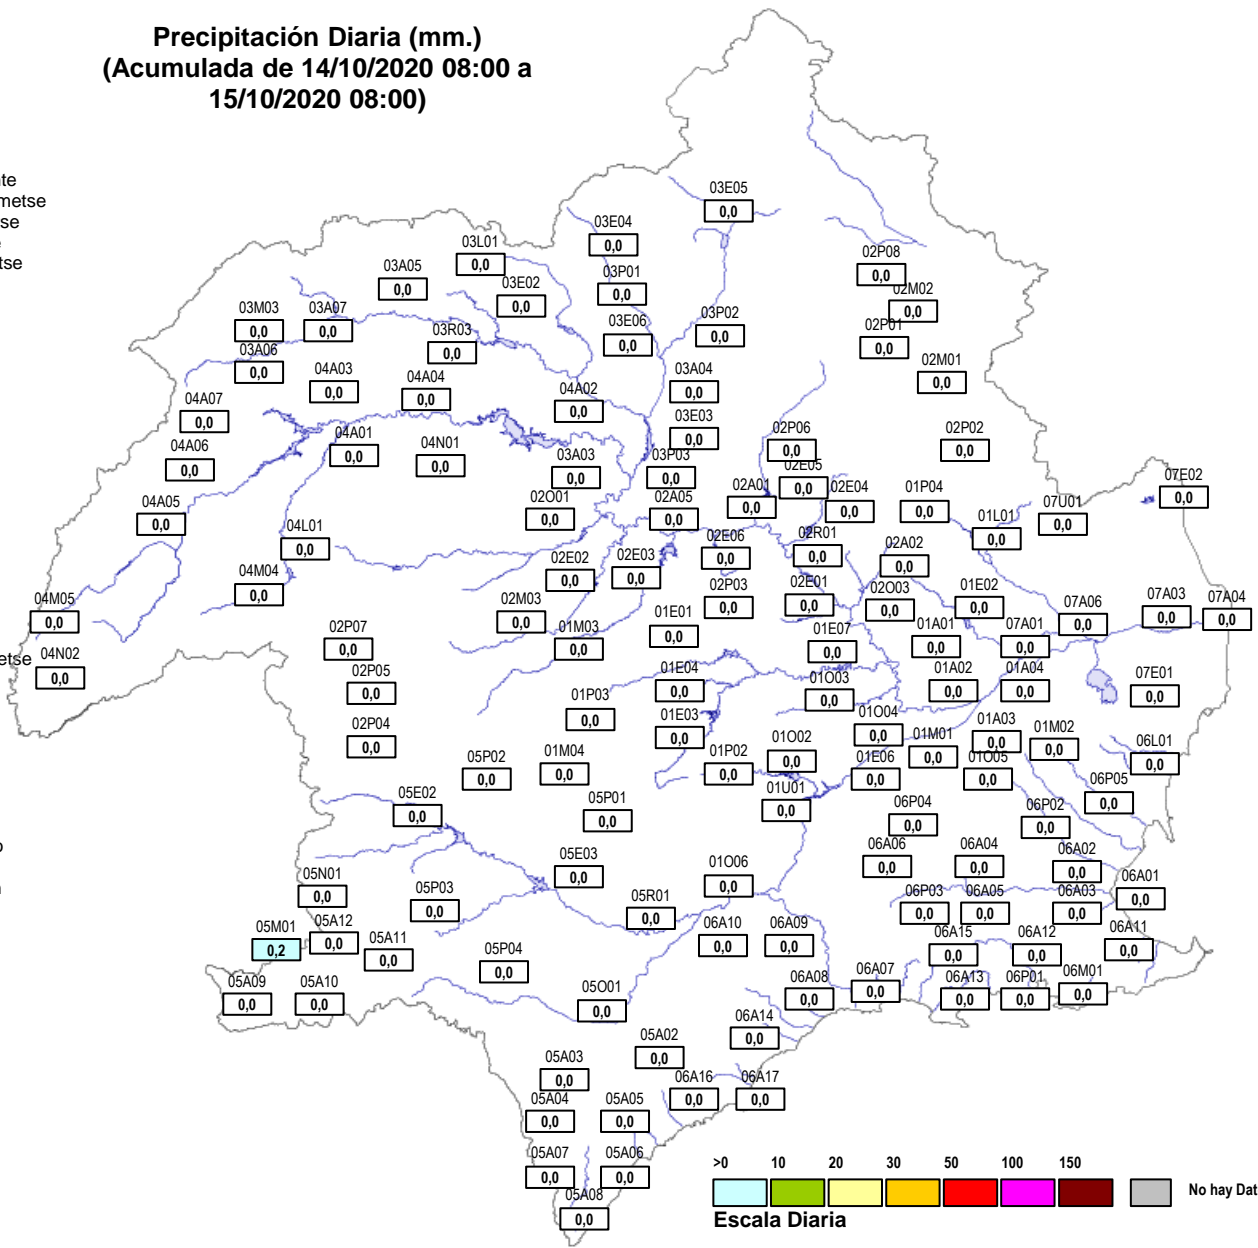 Precipitación Diaria (mm.)
(Acumulada de 14/10/2020 08:00 a
15/10/2020 08:00)
te
metse
se
tse
etse
03E05
0,0
03E04
0,0
03L01
0,0
02P08
0,0
03A05
0,0
03P01
0,0
03E02
0,0
02M02
0,0
03M03
0,0
03A07
0,0
03E06
0,0
03P02
0,0
03R03
0,0
02P01
0,0
03A06
0,0
04A03
0,0
04A04
0,0
03A04
0,0
02M01
0,0
04A02
0,0
04A07
0,0
03E03
0,0
04A01
0,0
04N01
0,0
02P06
0,0
02P02
0,0
04A06
0,0
03A03
0,0
03P03
0,0
02E05
0,0
07E02
0,0
02A01
0,0
02E04
0,0
01P04
0,0
04A05
0,0
02O01
0,0
02A05
0,0
07U01
0,0
01L01
0,0
04L01
0,0
02E06
0,0
02R01
0,0
02A02
0,0
02E02
0,0
02E03
0,0
04M04
0,0
02P03
0,0
02E01
0,0
02O03
0,0
01E02
0,0
04M05
0,0
02M03
0,0
07A06
0,0
07A03
0,0
07A04
0,0
02P07
0,0
01M03
0,0
01E01
0,0
01E07
0,0
01A01
0,0
07A01
0,0
04N02
0,0
02P05
0,0
01E04
0,0
01O03
0,0
01A02
0,0
01A04
0,0
07E01
0,0
01P03
0,0
02P04
0,0
01E03
0,0
01O04
0,0
01A03
0,0
01M02
0,0
05P02
0,0
01M04
0,0
01P02
0,0
01O02
0,0
01M01
0,0
01E06
0,0
01O05
0,0
06L01
0,0
05E02
0,0
05P01
0,0
01U01
0,0
06P04
0,0
06P02
0,0
06P05
0,0
05N01
0,0
05E03
0,0
01O06
0,0
06A06
0,0
06A04
0,0
06A02
0,0
05P03
0,0
05R01
0,0
06P03
0,0
06A05
0,0
06A03
0,0
06A01
0,0
05M01
0,2
05A12
0,0
05A11
0,0
05P04
0,0
06A10
0,0
06A09
0,0
06A15
0,0
06A12
0,0
06A11
0,0
05A09
0,0
05A10
0,0
05O01
0,0
06A08
0,0
06A07
0,0
06A13
0,0
06P01
0,0
06M01
0,0
06A14
0,0
05A02
0,0
05A03
0,0
06A16
0,0
06A17
0,0
05A04
0,0
05A05
0,0
05A07
0,0
05A06
0,0
05A08
0,0
>0 10 20 30 50 100 150
No hay Dat
Escala Diaria